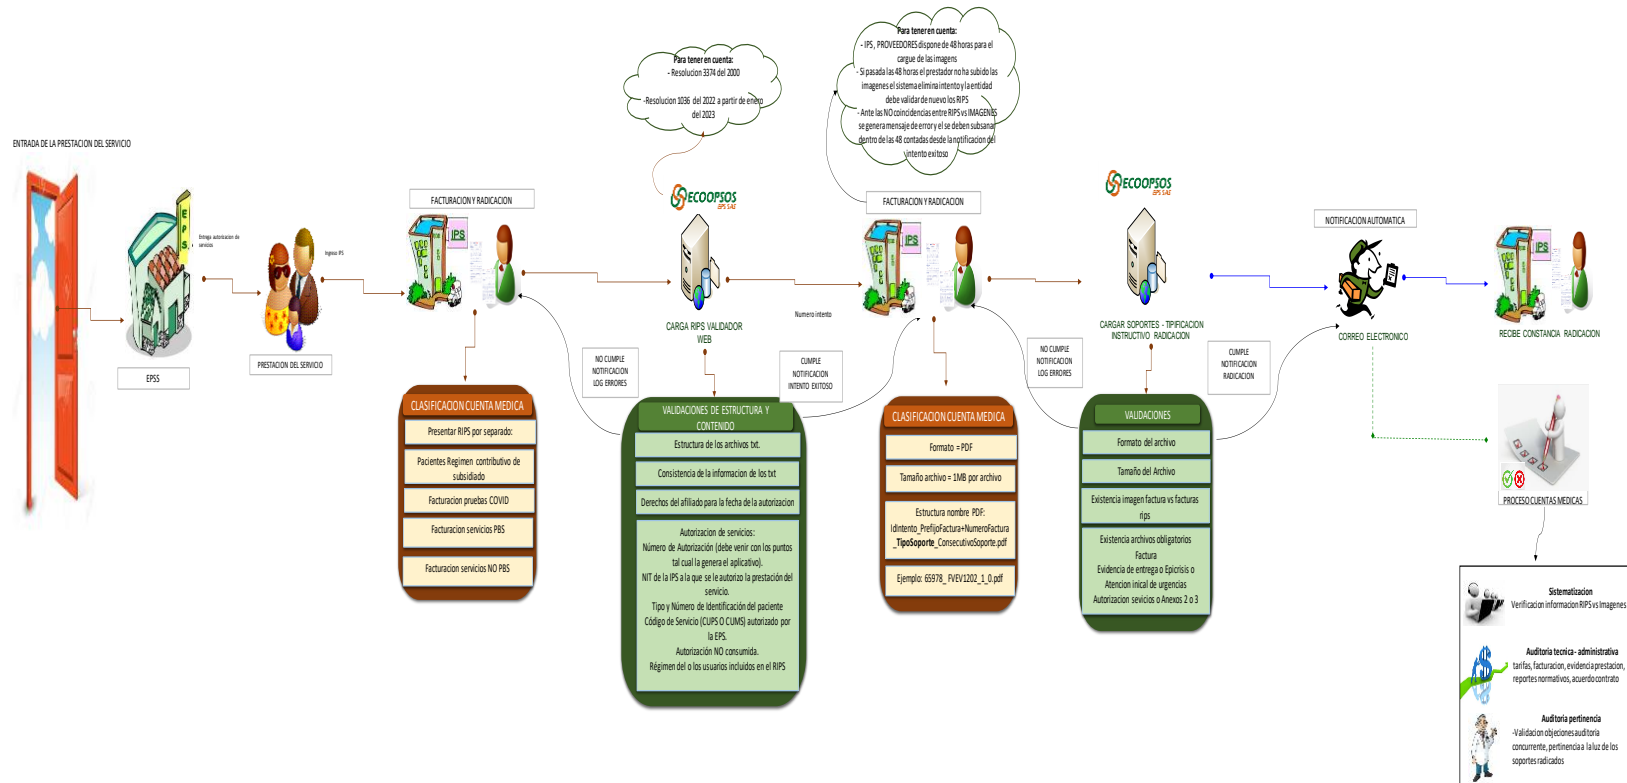 ENTRADA DE LA PRESTACION DEL SERVICIO
EPS
Entrega autorizacion de
servicios
EPSS
Ingreso IPS
PRESTACION DEL SERVICIO
FACTURACION Y RADICACION
IPS
CLASIFICACION CUENTA MEDICA
Presentar RIPS por separado:
Pacientes Regimen contributivo de
subsidiado
Facturacion pruebas COVID
Facturacion servicios PBS
Facturacion servicios NO PBS
NO CUMPLE
NOTIFICACION
LOG ERRORES
Para tener en cuenta:
- Resolucion 3374 del 2000
-Resolucion 1036 del 2022 a partir de enero
del 2023
ECOOPSOS
EPS SAS
CARGA RIPS VALIDADOR
WEB
VALIDACIONES DE ESTRUCTURA Y
CONTENIDO
Estructura de los archivos txt.
Consistencia de la informacion de los txt
Derechos del afiliado para la fecha de la autorizacion
Autorizacion de servicios:
Número de Autorización (debe venir con los puntos
tal cual la genera el aplicativo).
NIT de la IPS a la que se le autorizo la prestación del
servicio.
Tipo y Número de Identificación del paciente
Código de Servicio (CUPS O CUMS) autorizado por
la EPS.
Autorización NO consumida.
Régimen del o los usuarios incluidos en el RIPS
Numero intento
CUMPLE
NOTIFICACION
INTENTO EXITOSO
Para tener en cuenta:
- IPS, PROVEEDORES dispone de 48 horas para el
cargue de las imagens
- Si pasada las 48 horas el prestador no ha subido las
imagenes el sistema elimina intento y la entidad
debe validar de nuevo los RIPS
- Ante las NO coincidencias entre RIPS vs IMAGENES
se genera mensaje de error y el se deben subsanar
dentro de las 48 contadas desde la notificacion del
intento exitoso
FACTURACION Y RADICACION
IPS
CLASIFICACION CUENTA MEDICA
Formato = PDF
Tamaño archivo = 1MB por archivo
Estructura nombre PDF:
IdIntento_PrefijoFactura+NumeroFactura
_TipoSoporte_ConsecutivoSoporte.pdf
Ejemplo: 65978_ FVEV1202_1_0.pdf
NO CUMPLE
NOTIFICACION
LOG ERRORES
ECOOPSOS
EPS SAS
CARGAR SOPORTES - TIPIFICACION
INSTRUCTIVO RADICACION
VALIDACIONES
Formato del archivo
Tamaño del Archivo
Existencia imagen factura vs facturas
rips
Existencia archivos obligatorios
Factura
Evidencia de entrega o Epicrisis o
Atencion inical de urgencias
Autorizacion sevicios o Anexos 2 o 3
CUMPLE
NOTIFICACION
RADICACION
NOTIFICACION AUTOMATICA
CORREO ELECTRONICO
IPS
RECIBE CONSTANCIA RADICACION
PROCESO CUENTAS MEDICAS
Sistematizacion
Verificacion informacion RIPS vs Imagenes
Auditoria tecnica - administrativa
tarifas, facturacion, evidencia prestacion,
reportes normativos, acuerdo contrato
Auditoria pertinencia
-Validacion objeciones auditoria
concurrente, pertinencia a la luz de los
soportes radicados